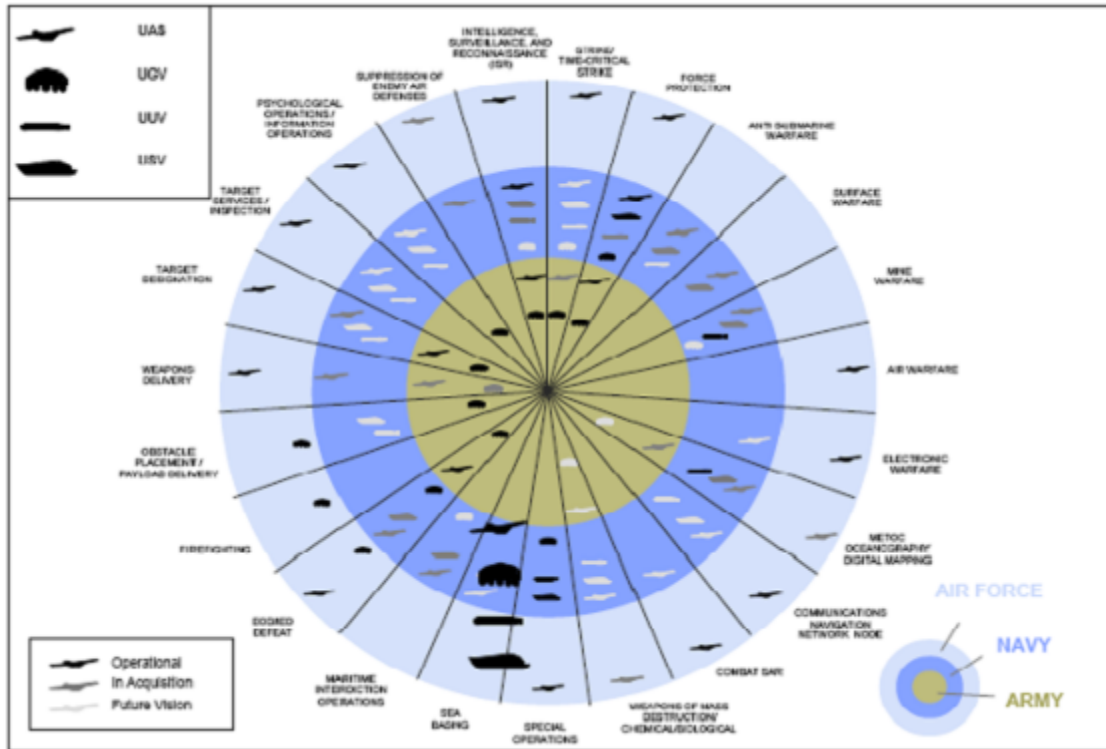 UAS
UGV
UUV
USV
INTELLIGENCE,
SURVEILLANCE, AND
RECONNAISSANCE
(ISR)
STRIKE/
TIME-CRITICAL
STRIKE
FORCE
PROTECTION
ANTI SUBMARINE
WARFARE
SURFACE
WARFARE
MINE
WARFARE
AIR WARFARE
ELECTRONIC
WARFARE
METOC
OCEANOGRAPHY
DIGITAL MAPPING
COMMUNICATIONS
NAVIGATION
NETWORK NODE
COMBAT SAR
WEAPONS OF MASS
DESTRUCTION/
CHEMICAL/BIOLOGICAL
SPECIAL
OPERATIONS
SEA
BASING
MARITIME
INTERDICTION
OPERATIONS
DEFEAT
FIREFIGHTING
OBSTACLE
PLACEMENT /
PAYLOAD DELIVERY
WEAPONS
DELIVERY
TARGET
DESIGNATION
TARGET
SERVICES /
INSPECTION
PSYCHOLOGICAL
OPERATIONS /
INFORMATION
OPERATIONS
SUPPRESSION OF
ENEMY AIR
DEFENSES
Operational
In Acquisition
Future Vision
AIR FORCE
NAVY
ARMY